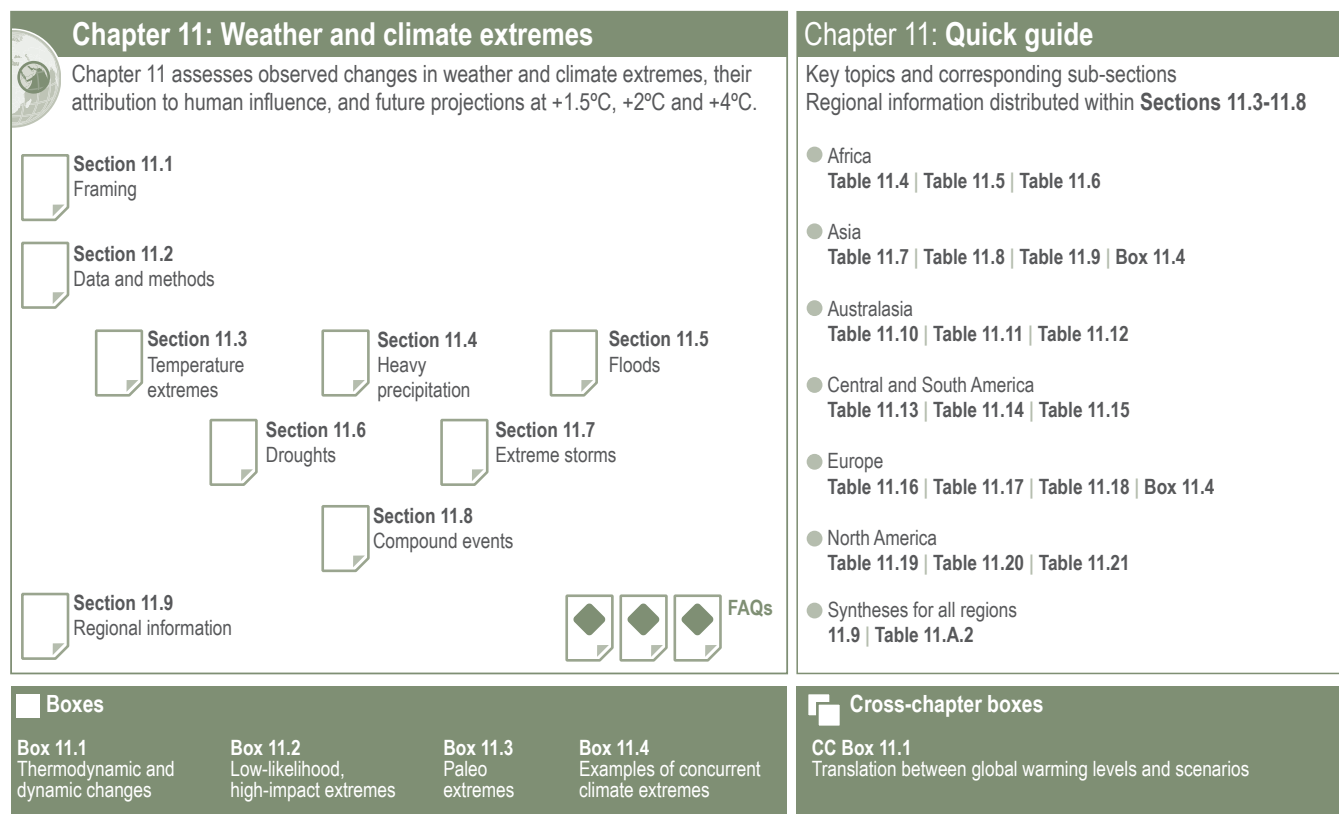 Chapter 11: Weather and climate extremes
Chapter 11 assesses observed changes in weather and climate extremes, their
attribution to human influence, and future projections at +1.5ºC, +2ºC and +4ºC.
Section 11.1
Framing
Section 11.2
Data and methods
Section 11.3
Temperature
extremes
Section 11.4
Heavy
precipitation
Section 11.5
Floods
Section 11.6
Droughts
Section 11.7
Extreme storms
Section 11.8
Compound events
Section 11.9
Regional information
FAQs
Chapter 11: Quick guide
Key topics and corresponding sub-sections
Regional information distributed within Sections 11.3-11.8
Africa
Table 11.4 | Table 11.5 | Table 11.6
Asia
Table 11.7 | Table 11.8 | Table 11.9 | Box 11.4
Australasia
Table 11.10 | Table 11.11 | Table 11.12
Central and South America
Table 11.13 | Table 11.14 | Table 11.15
Europe
Table 11.16 | Table 11.17 | Table 11.18 | Box 11.4
North America
Table 11.19 | Table 11.20 | Table 11.21
Syntheses for all regions
11.9 | Table 11.A.2
Boxes
Box 11.1
Thermodynamic and
dynamic changes
Box 11.2
Low-likelihood,
high-impact extremes
Box 11.3
Paleo
extremes
Box 11.4
Examples of concurrent
climate extremes
Cross-chapter boxes
CC Box 11.1
Translation between global warming levels and scenarios